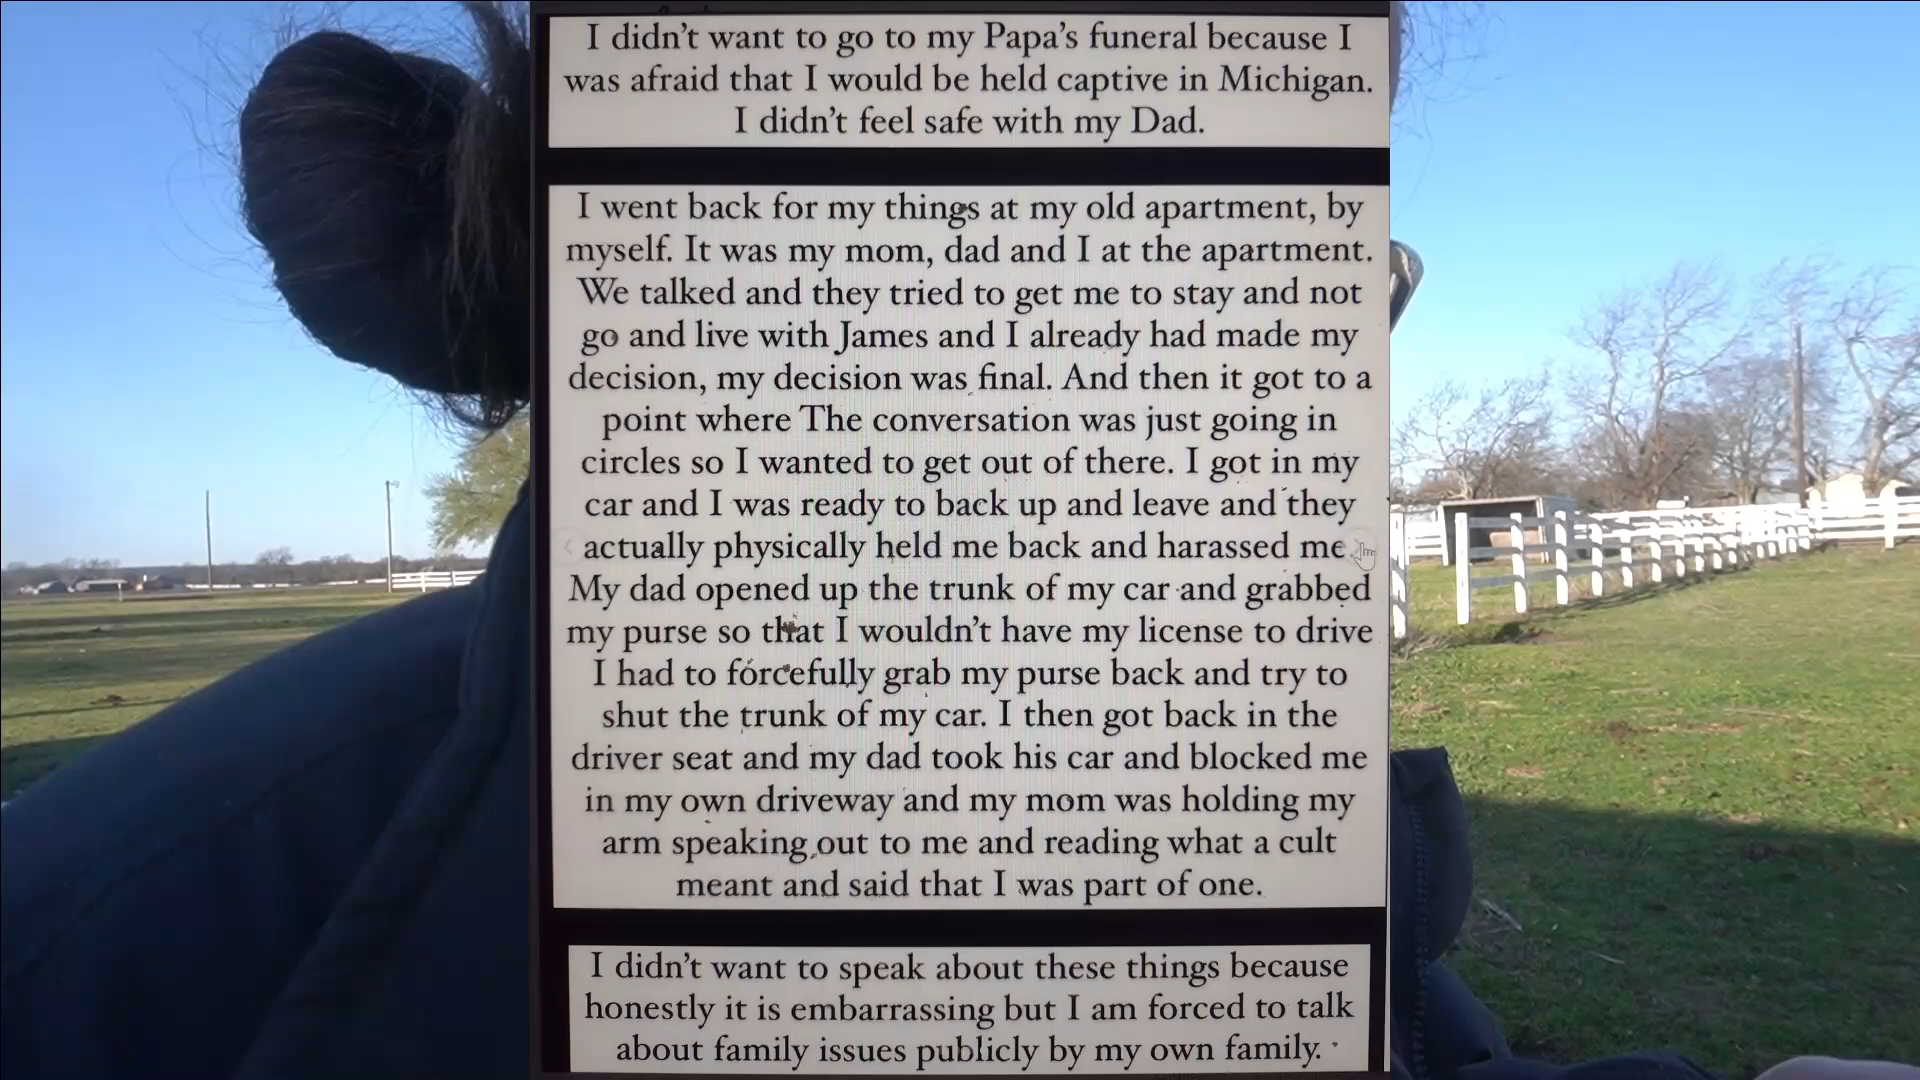 I didn't want to go to my Papa's funeral because I
was afraid that I would be held captive in Michigan.
I didn't feel safe with my Dad.
I went back for my things at my old apartment, by
myself. It was my mom, dad and I at the apartment.
We talked and they tried to get me to stay and not
go and live with James and I already had made my
decision, my decision was final. And then it got to a
point where The conversation was just going in
circles so I wanted to get out of there. I got in my
car and I was ready to back up and leave and they
actually physically held me back and harassed me
My dad opened up the trunk of my car and grabbed
my purse so that I wouldn't have my license to drive
I had to forcefully grab my purse back and try to
shut the trunk of my car. I then got back in the
driver seat and my dad took his car and blocked me
in my own driveway and my mom was holding my
arm speaking out to me and reading what a cult
meant and said that I was part of one.
I didn't want to speak about these things because
honestly it is embarrassing but I am forced to talk
about family issues publicly by my own family.